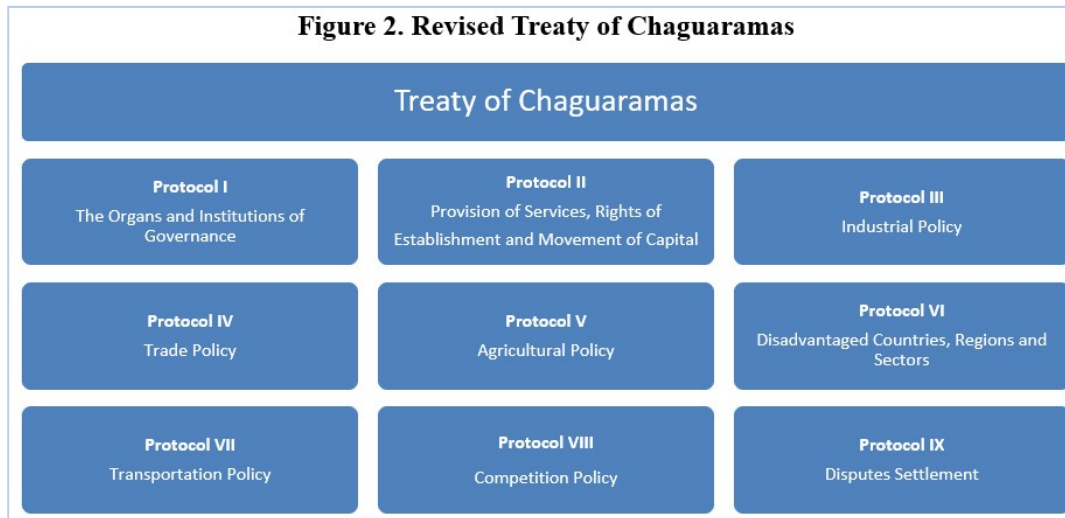 Figure 2. Revised Treaty of Chaguaramas
Treaty of Chaguaramas
Protocol I
The Organs and Institutions of
Governance
Protocol II
Provision of Services, Rights of
Establishment and Movement of Capital
Protocol III
Industrial Policy
Protocol IV
Trade Policy
Protocol V
Agricultural Policy
Protocol VI
Disadvantaged Countries, Regions and
Sectors
Protocol VII
Transportation Policy
Protocol VIII
Competition Policy
Protocol IX
Disputes Settlement